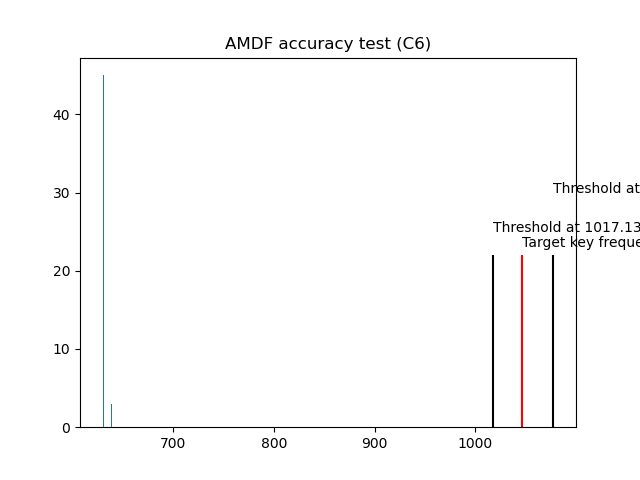 AMDF accuracy test (C6)
40
30
20
10
0
Threshold at
Threshold at 1017.13
Target key freque
700
800
900
1000